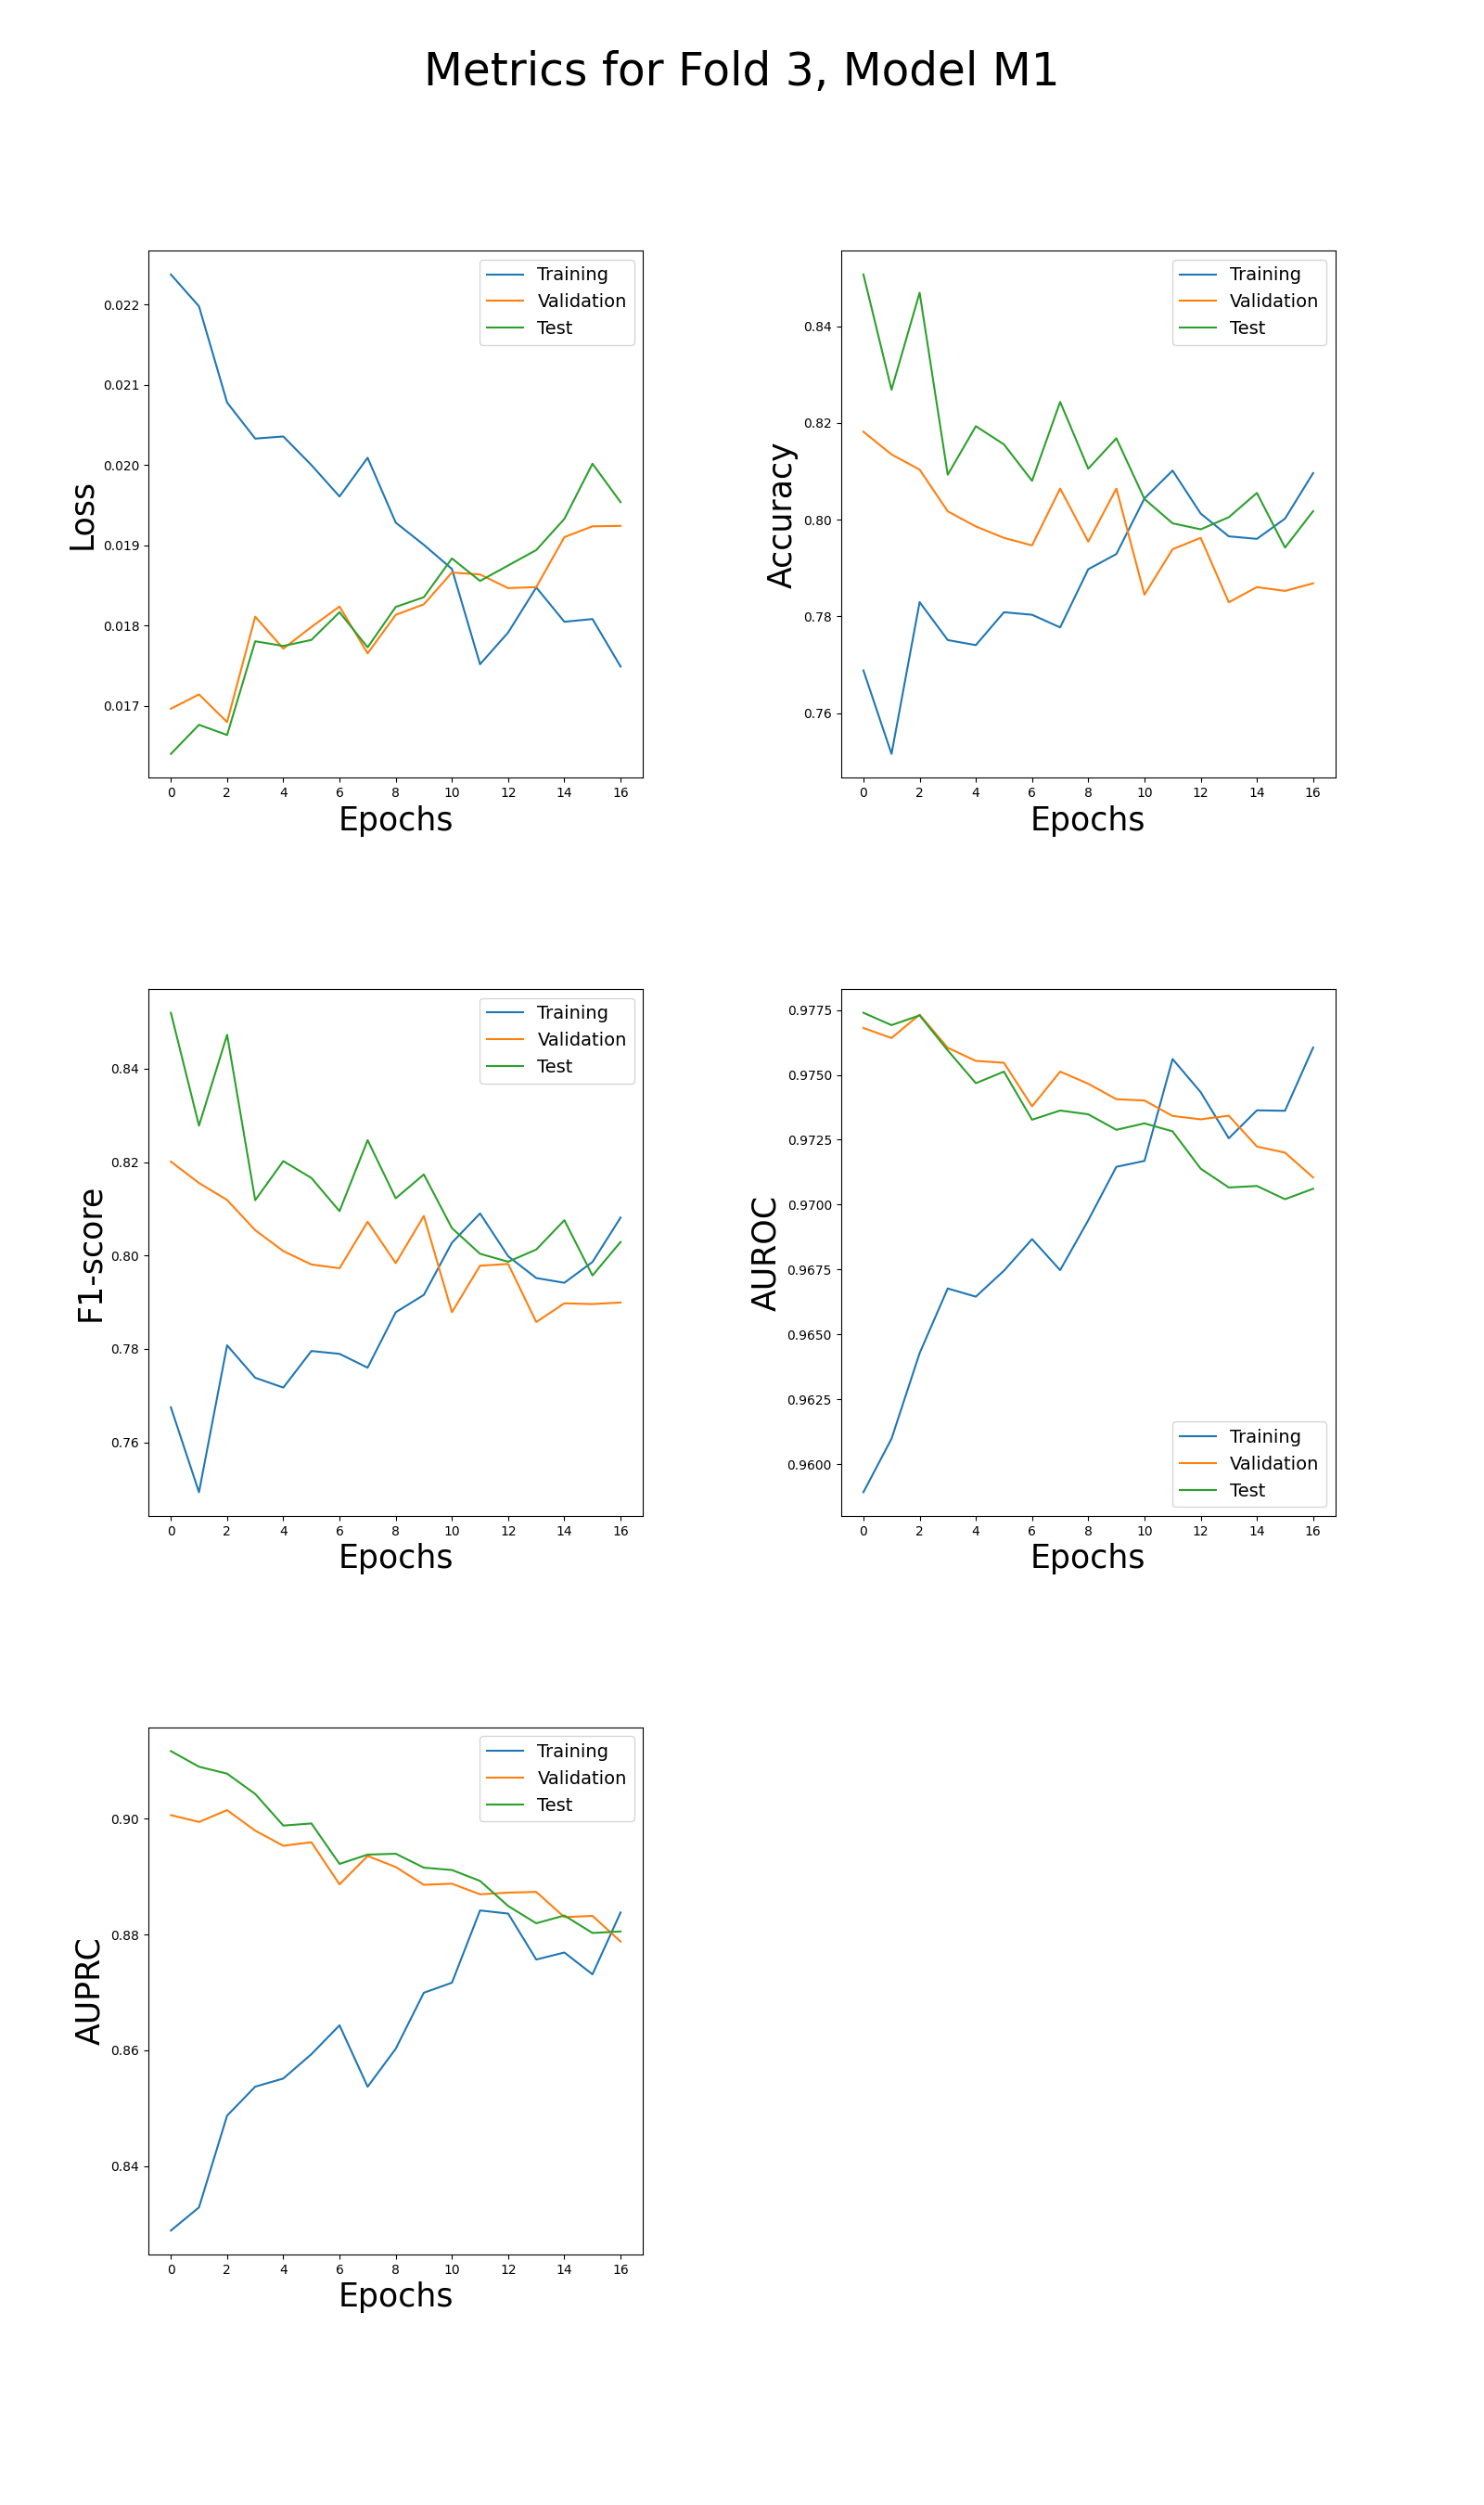 Metrics for Fold 3, Model M1
Training
Validation
Test
0.022
0.021
0.020
0.019
0.018
0.017
Loss
0 2 4 6 8 10 12 14 16
Epochs
Training
Validation
Test
0.84
0.82
0.80
0.78
0.76
Accuracy
0 2 4 6 8 10 12 14 16
Epochs
Training
Validation
Test
0.84
0.82
0.80
0.78
0.76
F1-score
0 2 4 6 8 10 12 14 16
Epochs
0.9775
0.9750
0.9725
0.9700
0.9675
0.9650
0.9625
0.9600
AUROC
Training
Validation
Test
0 2 4 6 8 10 12 14 16
Epochs
Training
Validation
Test
0.90
0.88
0.86
0.84
AUPRC
0 2 4 6 8 10 12 14 16
Epochs